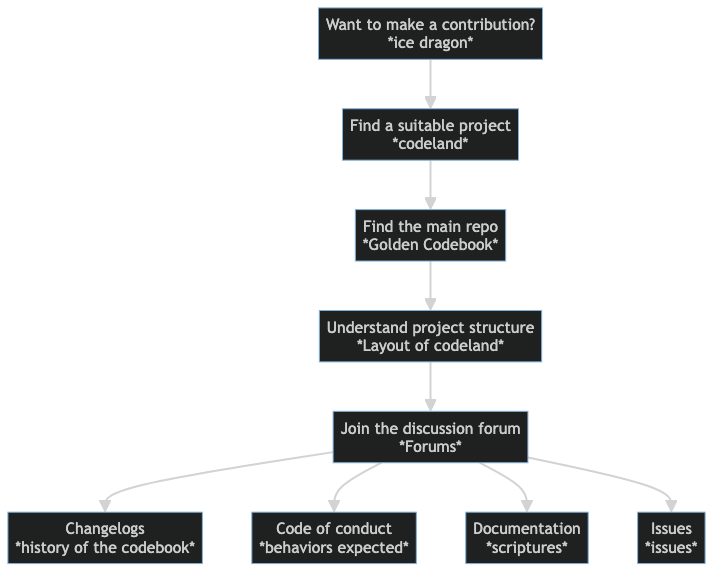 Want to make a contribution?
*ice dragon*
Find a suitable project
*codeland*
Find the main repo
*Golden Codebook*
Understand project structure
*Layout of codeland*
Join the discussion forum
*Forums*
Changelogs
*history of the codebook*
Code of conduct
*behaviors expected*
Documentation
*scriptures*
Issues
*issues*